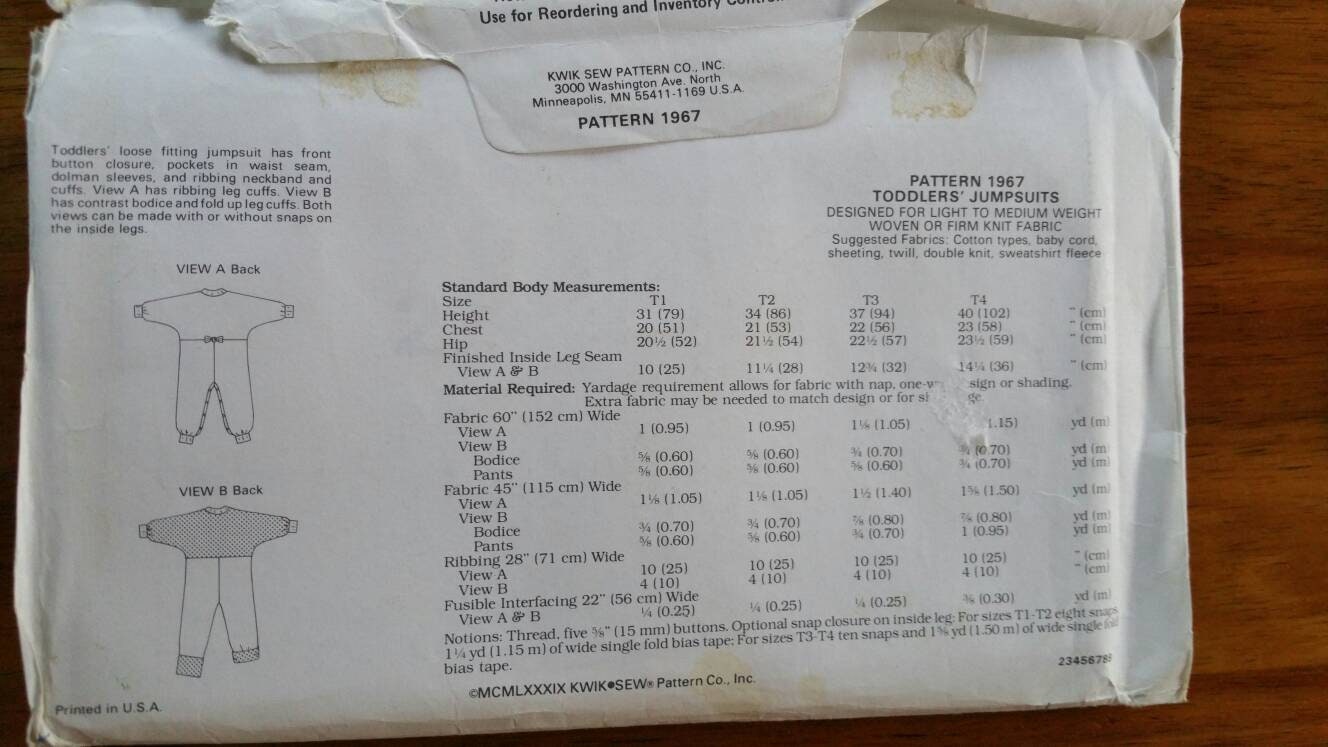 Use for Reordering and Inventory
KWIK SEW PATTERN CO., INC.
3000 Washington Ave. North
Minneapolis, MN 55411-1169 U.S.A.
PATTERN 1967
Toddlers' loose fitting jumpsuit has front
button closure, pockets in waist seam,
dolman sleeves, and ribbing neckband and
cuffs. View A has ribbing leg cuffs. View B
has contrast bodice and fold up leg cuffs. Both
views can be made with or without snaps on
the inside legs.
VIEW A Back
VIEW B Back
PATTERN 1967
TODDLERS' JUMPSUITS
DESIGNED FOR LIGHT TO MEDIUM WEIGHT
WOVEN OR FIRM KNIT FABRIC
Suggested Fabrics: Cotton types, baby cord,
sheeting, twill, double knit, sweatshirt fleece
Standard Body Measurements:
Size T1 T2 T3 T4
Height 31 (79) 34 (86) 37 (94) 40 (102) " (cm)
Chest 20 (51) 21 (53) 22 (56) 23 (58) " (cm)
Hip 20½ (52) 21½ (54) 22½ (57) 23½ (59) " (cm)
Finished Inside Leg Seam
View A & B 10 (25) 11¼ (28) 12¾ (32) 14¼ (36) " (cm)
Material Required: Yardage requirement allows for fabric with nap, or shading.
Extra fabric may be needed to match design or for
Fabric 60" (152 cm) Wide
View A 1 (0.95) 1 (0.95) 1⅛ (1.05) yd (m)
View B
Bodice ⅝ (0.60) ⅝ (0.60) ¾ (0.70) ¾ (0.70) yd (m)
Pants ⅝ (0.60) ⅝ (0.60) ⅝ (0.60) ¾ (0.70) yd (m)
Fabric 45" (115 cm) Wide
View A 1⅛ (1.05) 1⅛ (1.05) 1½ (1.40) 1⅝ (1.50) yd (m)
View B
Bodice ¾ (0.70) ¾ (0.70) ⅞ (0.80) ⅞ (0.80) yd (m)
Pants ⅝ (0.60) ⅝ (0.60) ¾ (0.70) 1 (0.95) yd (m)
Ribbing 28" (71 cm) Wide
View A 10 (25) 10 (25) 10 (25) 10 (25) " (cm)
View B 4 (10) 4 (10) 4 (10) 4 (10) " (cm)
Fusible Interfacing 22" (56 cm) Wide
View A & B ¼ (0.25) ¼ (0.25) ¼ (0.25) ⅜ (0.30) yd (m)
Notions: Thread, five ⅝" (15 mm) buttons. Optional snap closure on inside leg: For sizes T1-T2 eight snaps
1¼ yd (1.15 m) of wide single fold bias tape; For sizes T3-T4 ten snaps and 1⅝ yd (1.50 m) of wide single fold
bias tape.
©MCMLXXXIX KWIK•SEW® Pattern Co., Inc.
Printed in U.S.A.